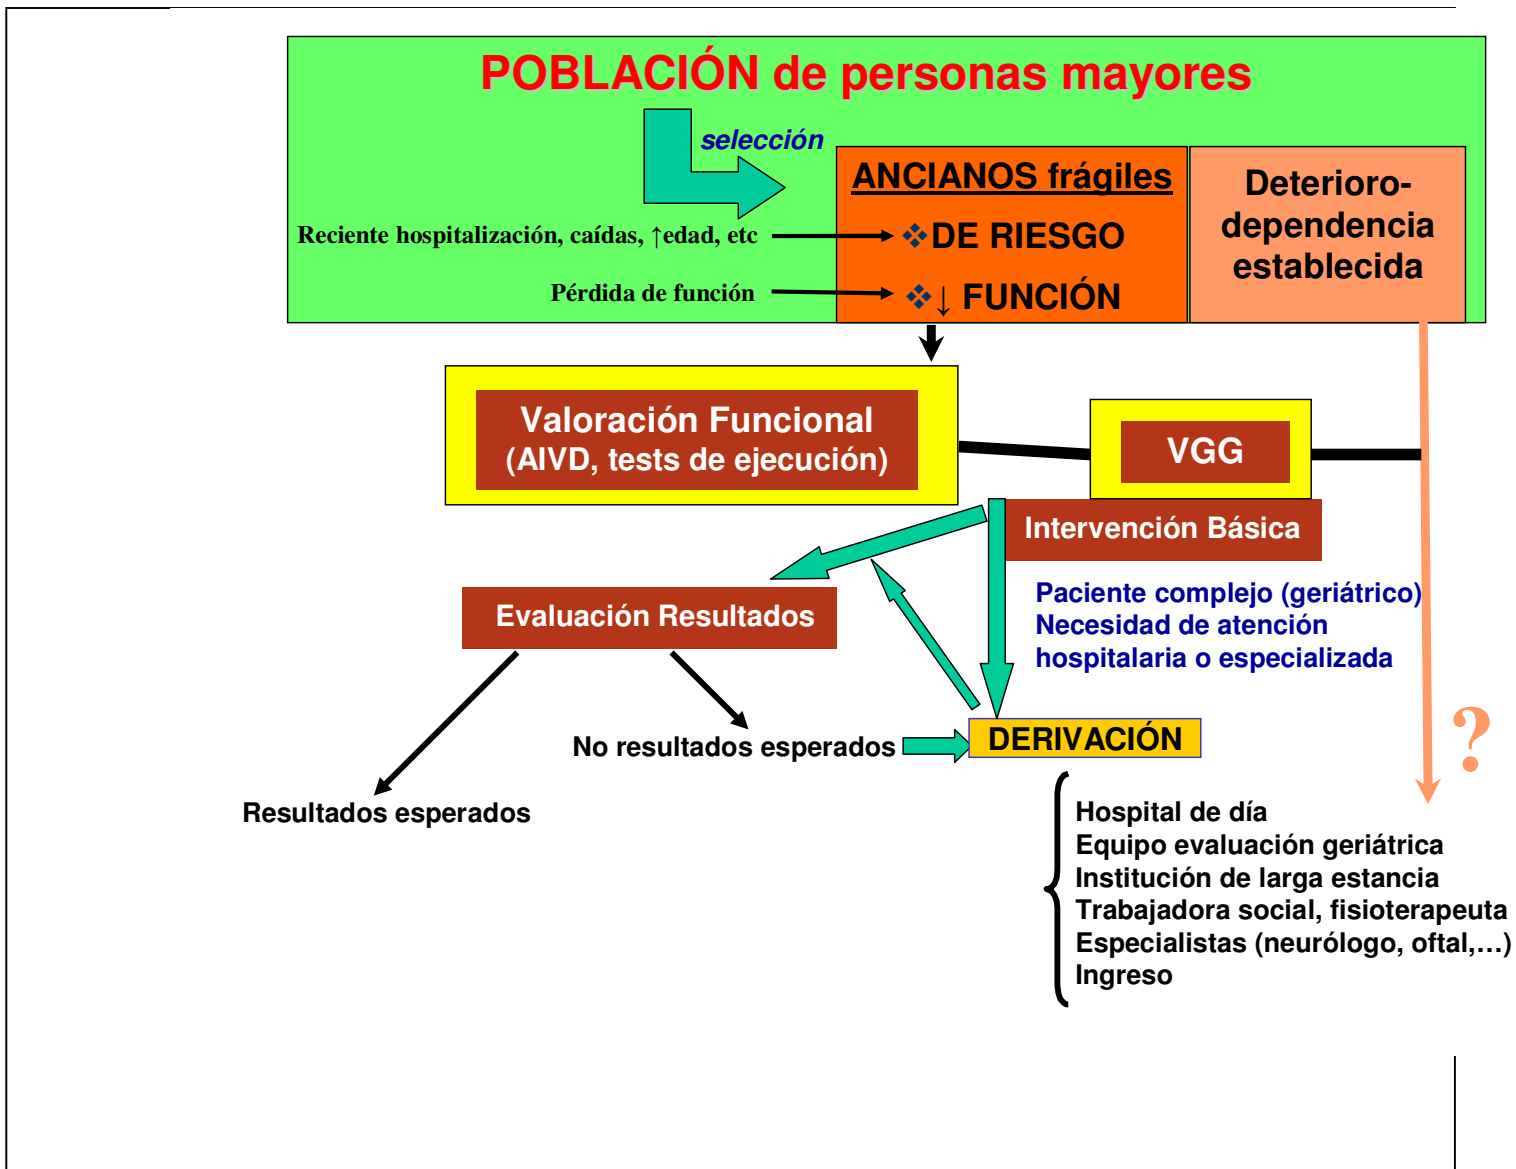 POBLACIÓN de personas mayores
selección
ANCIANOS frágiles
Reciente hospitalización, caídas, ↑edad, etc
❖DE RIESGO
Pérdida de función
❖↓ FUNCIÓN
Deterioro-
dependencia
establecida
Valoración Funcional
(AIVD, tests de ejecución)
VGG
Intervención Básica
Paciente complejo (geriátrico)
Necesidad de atención
hospitalaria o especializada
Evaluación Resultados
No resultados esperados
DERIVACIÓN
?
Resultados esperados
Hospital de día
Equipo evaluación geriátrica
Institución de larga estancia
Trabajadora social, fisioterapeuta
Especialistas (neurólogo, oftal,…)
Ingreso